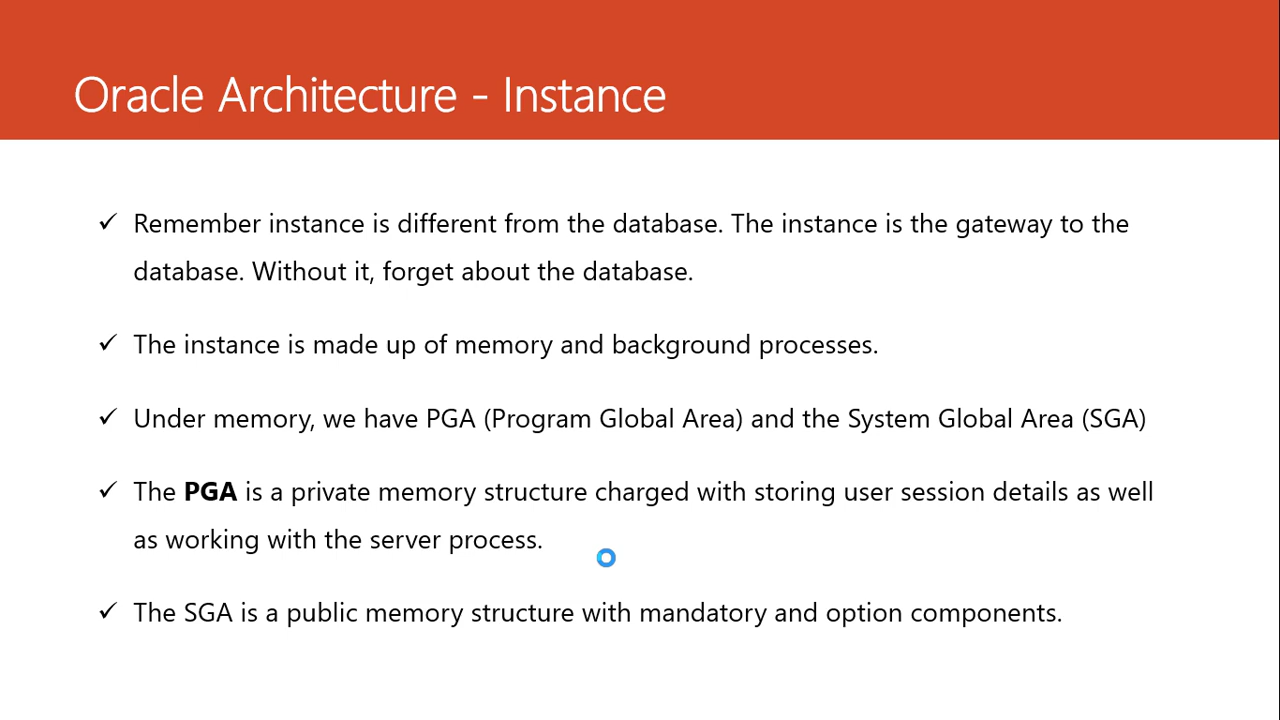 Oracle Architecture - Instance
✓ Remember instance is different from the database. The instance is the gateway to the
database. Without it, forget about the database.
✓ The instance is made up of memory and background processes.
✓ Under memory, we have PGA (Program Global Area) and the System Global Area (SGA)
✓ The PGA is a private memory structure charged with storing user session details as well
as working with the server process.
✓ The SGA is a public memory structure with mandatory and option components.